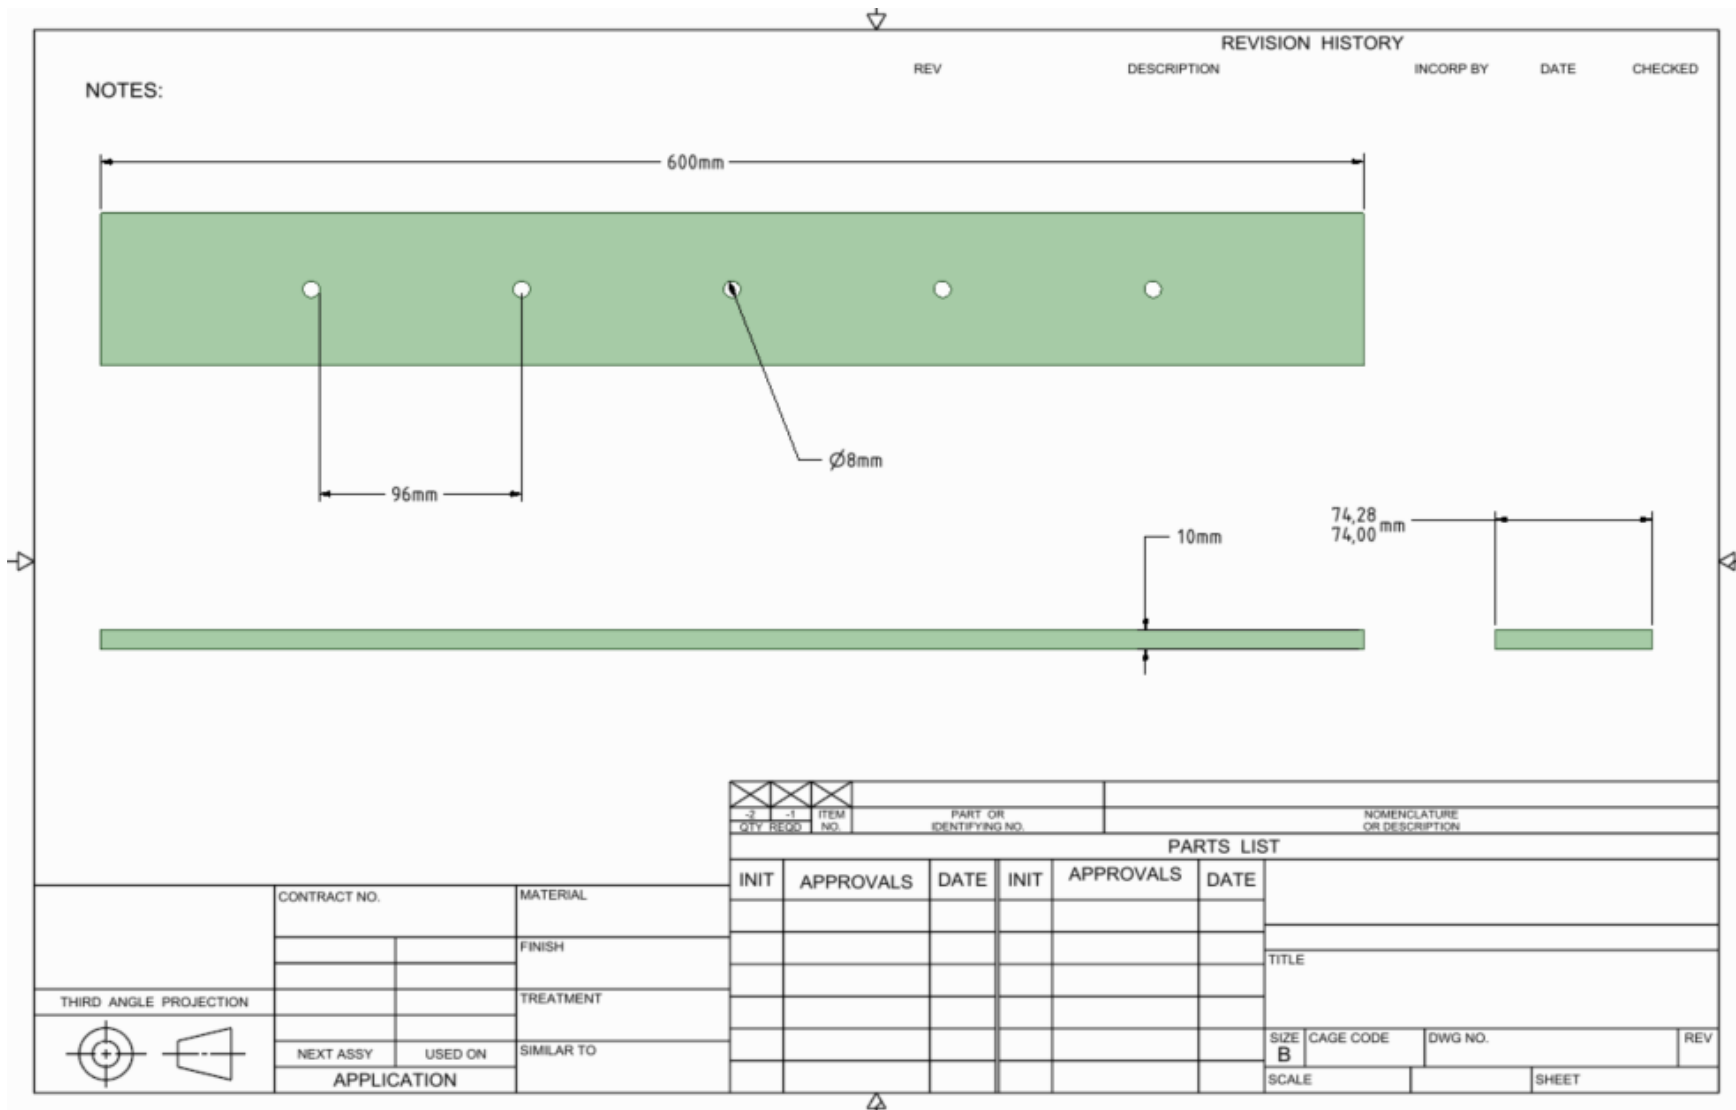 REVISION HISTORY
REV DESCRIPTION INCORP BY DATE CHECKED
NOTES:
600mm
Ø8mm
96mm
74,28
74,00 mm
10mm
-2 -1 ITEM NO. PART OR IDENTIFYING NO. NOMENCLATURE OR DESCRIPTION
QTY REQD
PARTS LIST
INIT APPROVALS DATE INIT APPROVALS DATE
CONTRACT NO.
MATERIAL
FINISH
TITLE
THIRD ANGLE PROJECTION
TREATMENT
NEXT ASSY USED ON
SIMILAR TO
APPLICATION
SIZE CAGE CODE DWG NO. REV
B
SCALE SHEET